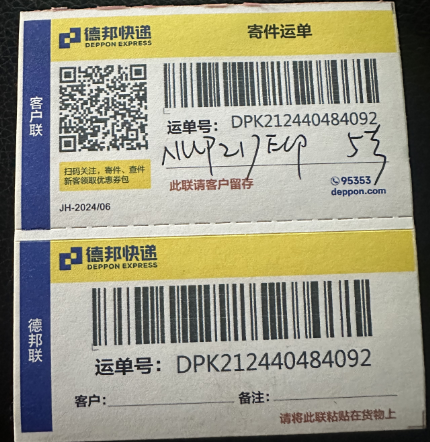 德邦快递
DEPPON EXPRESS
寄件运单
客户联
运单号： DPK212440484092
5
扫码关注，寄件、查件
新客领取优惠券包
此联请客户留存
95353
deppon.com
JH-2024/06
德邦快递
DEPPON EXPRESS
德邦联
运单号： DPK212440484092
客户：
备注：
请将此联粘贴在货物上